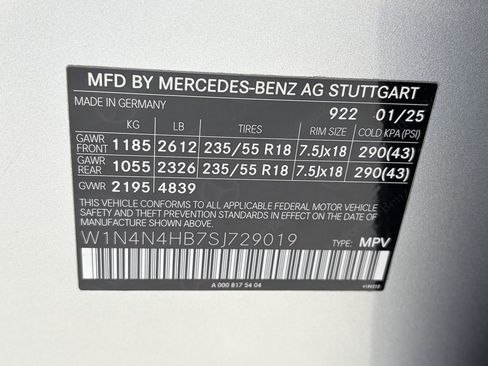 MFD BY MERCEDES-BENZ AG STUTTGART
MADE IN GERMANY 922 01/25
KG LB TIRES RIM SIZE COLD KPA (PSI)
GAWR FRONT 1185 2612 235/55 R18 7.5Jx18 290(43)
GAWR REAR 1055 2326 235/55 R18 7.5Jx18 290(43)
GVWR 2195 4839
THIS VEHICLE CONFORMS TO ALL APPLICABLE FEDERAL MOTOR VEHICLE
SAFETY AND THEFT PREVENTION STANDARDS IN EFFECT ON THE DATE
OF MANUFACTURE SHOWN ABOVE.
W1N4N4HB7SJ729019 TYPE: MPV
A 000 817 54 04